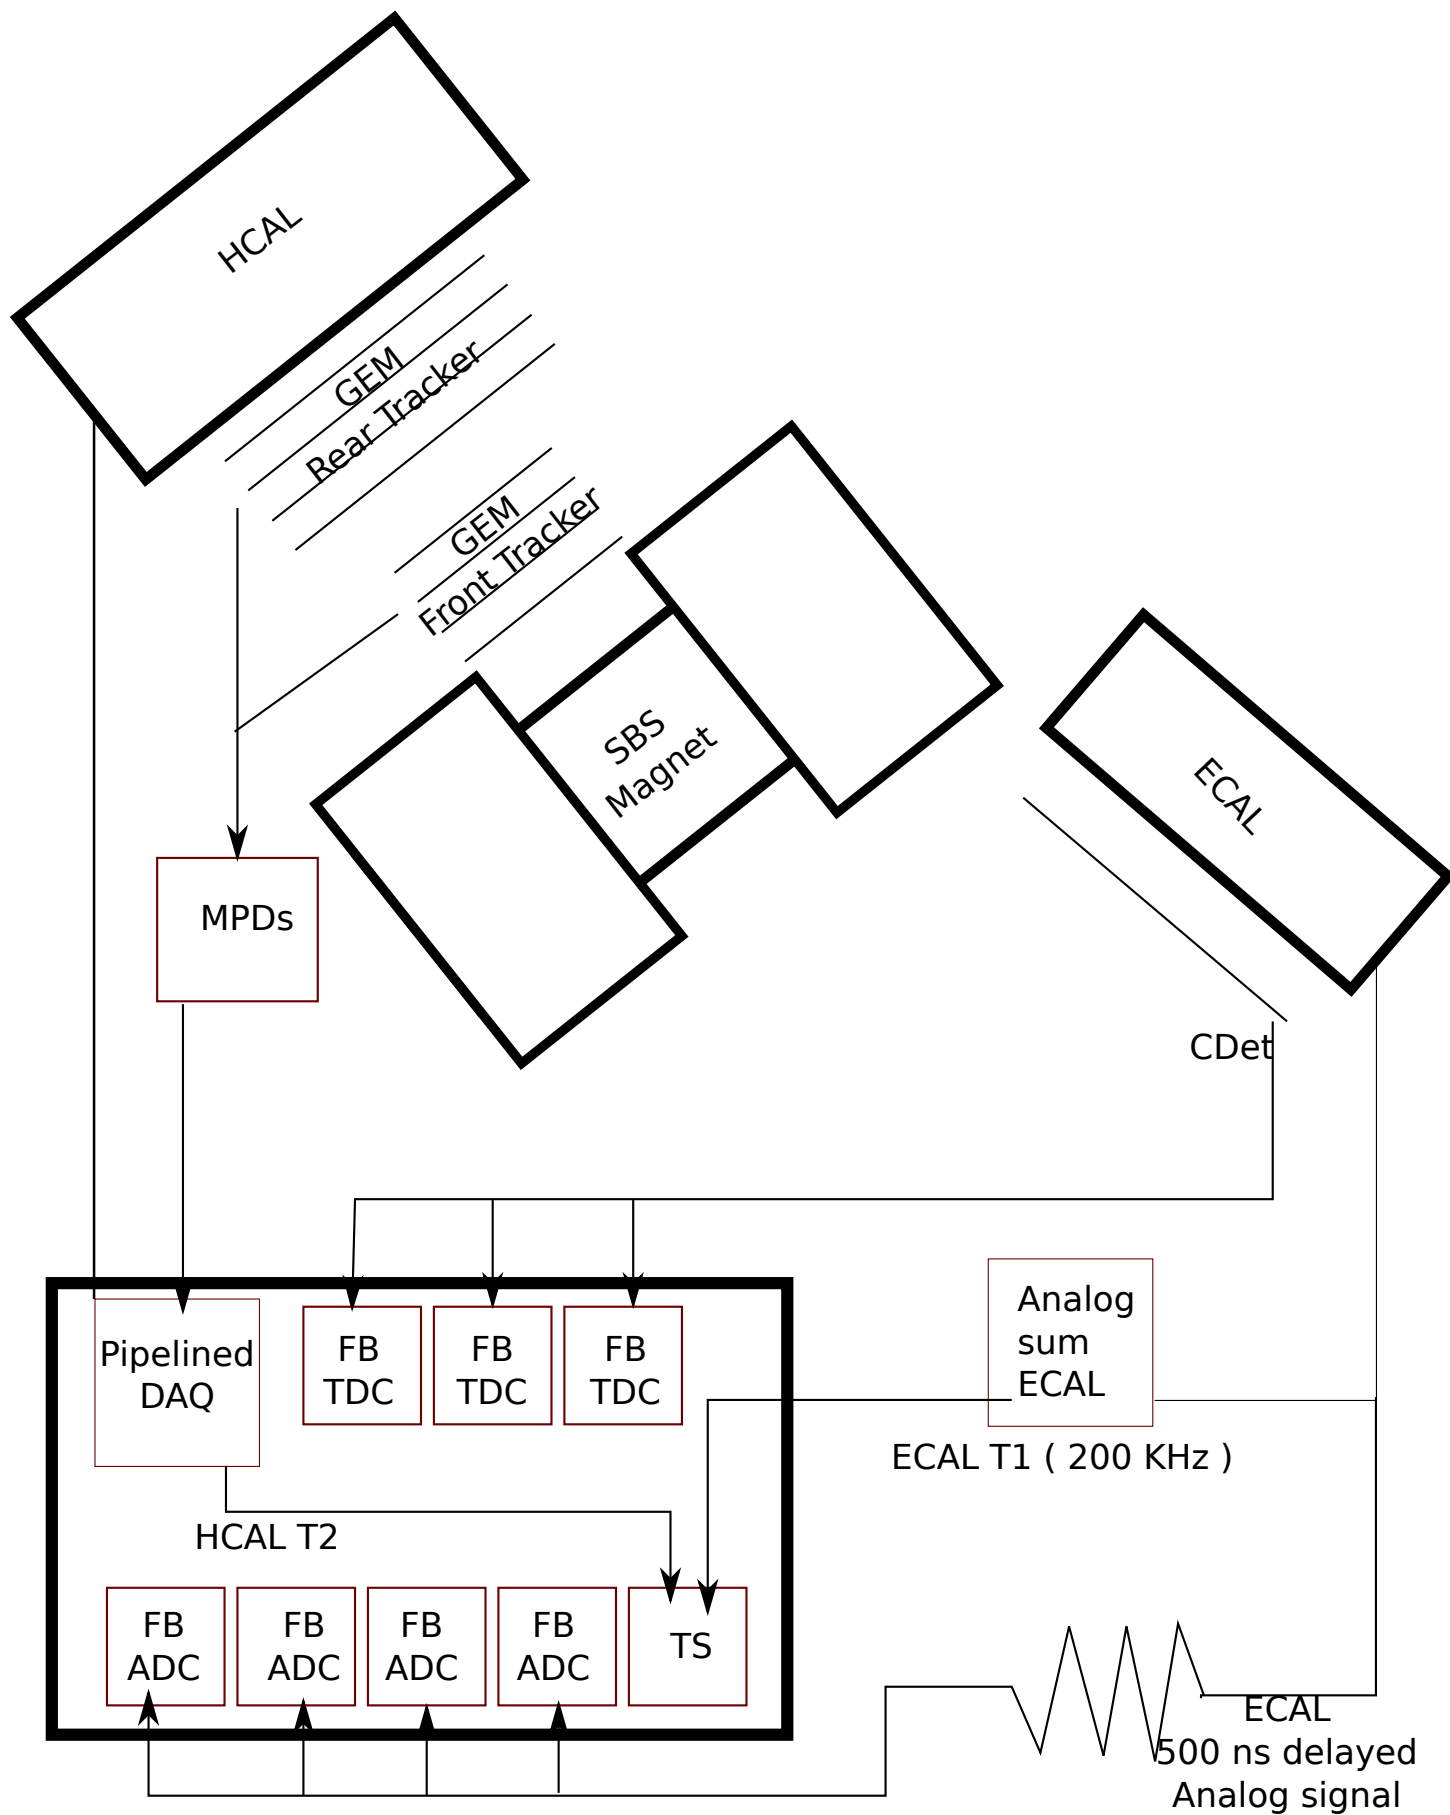 HCAL
GEM
Rear Tracker
GEM
Front Tracker
SBS
Magnet
ECAL
MPDs
CDet
Pipelined
DAQ
FB
TDC
FB
TDC
FB
TDC
Analog
sum
ECAL
ECAL T1 ( 200 KHz )
HCAL T2
FB
ADC
FB
ADC
FB
ADC
FB
ADC
TS
ECAL
500 ns delayed
Analog signal